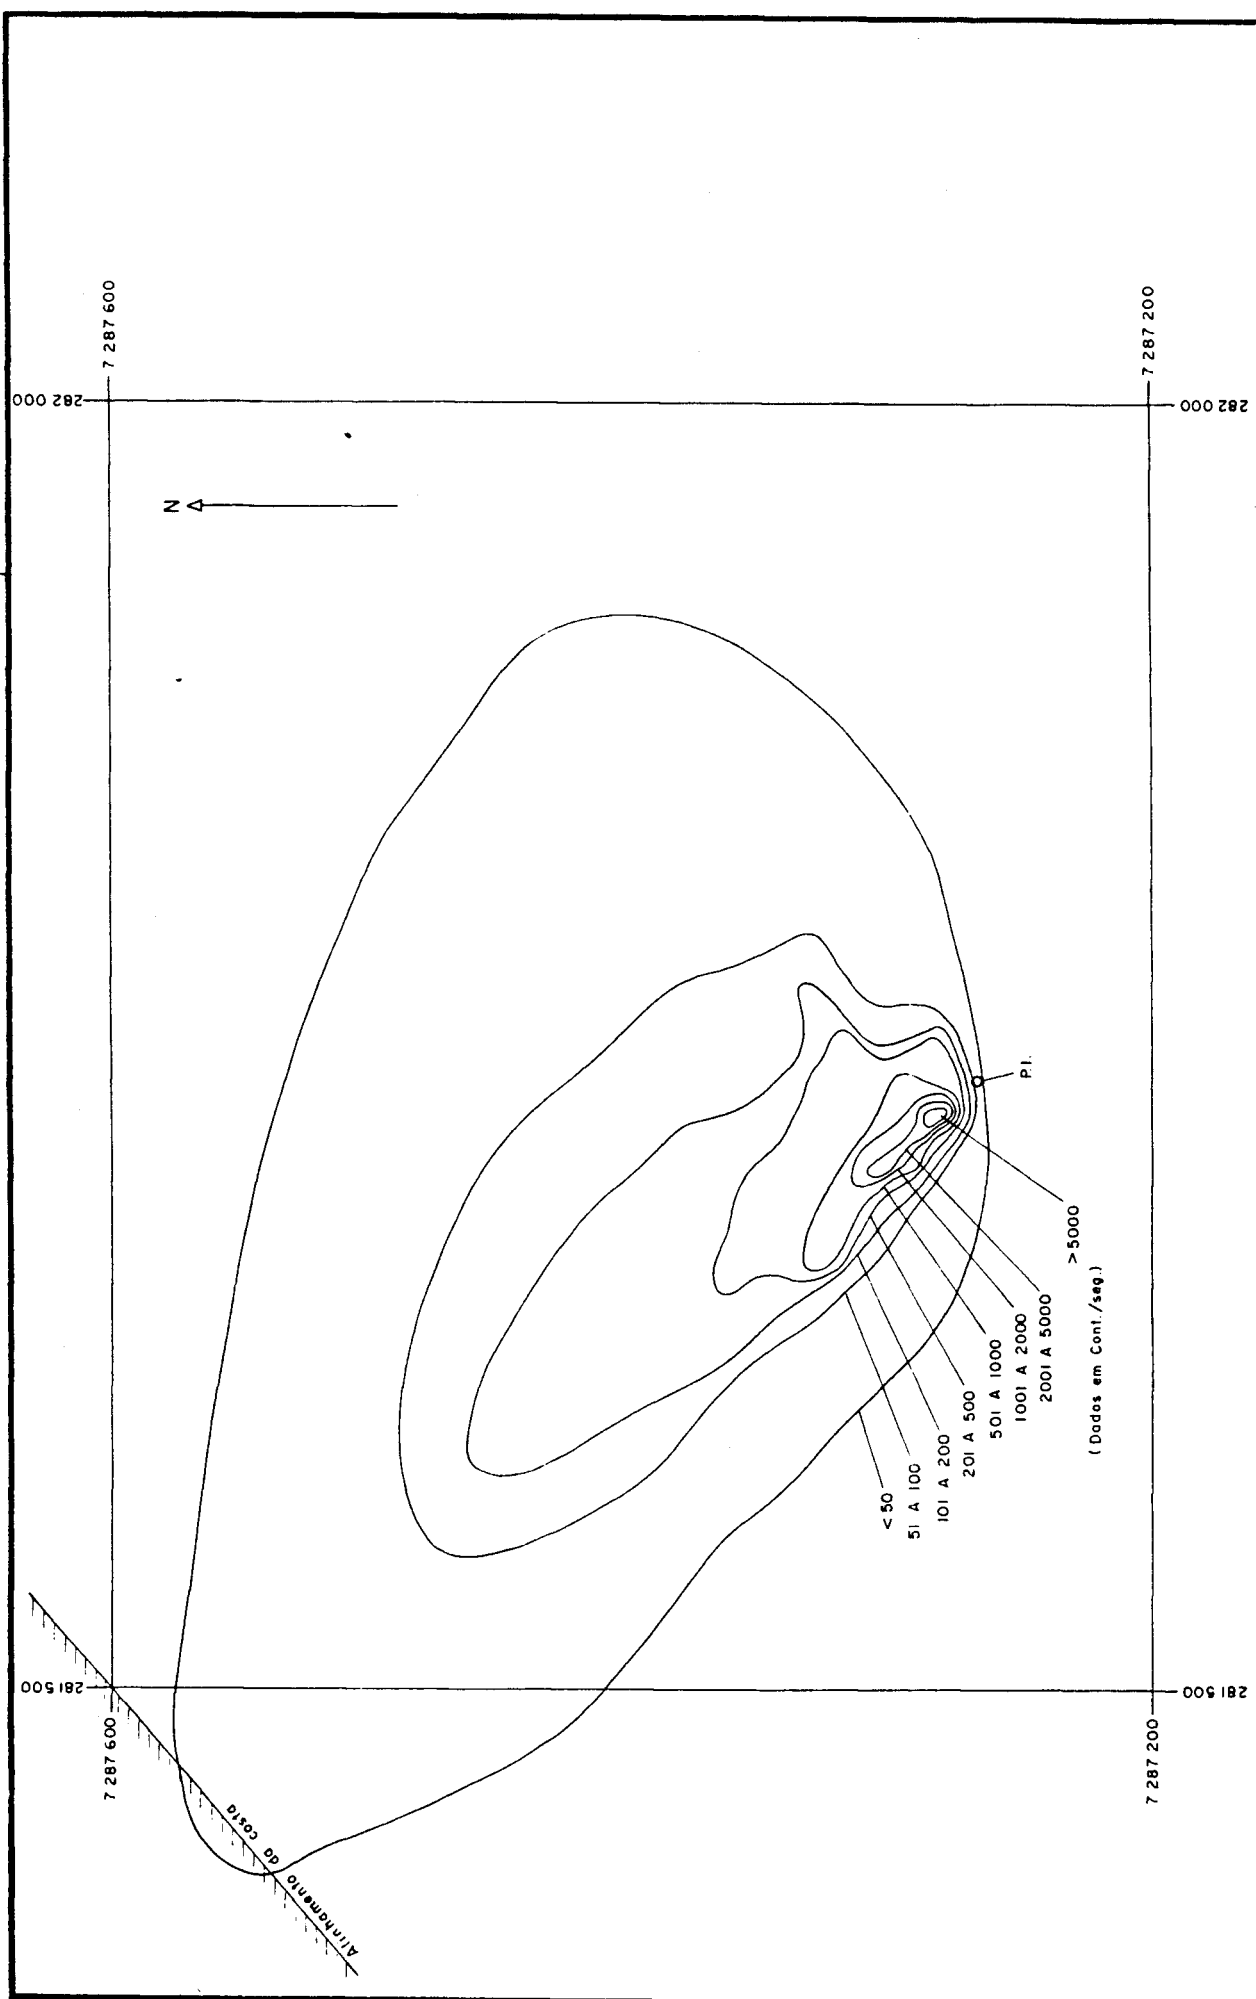 282 000
282 000
7 287 600
7 287 200
N
P.I.
< 50
51 A 100
101 A 200
201 A 500
501 A 1000
1001 A 2000
2001 A 5000
> 5000
(Dados em Cont./seg.)
281 500
281 500
7 287 600
7 287 200
Alinhamento da costa